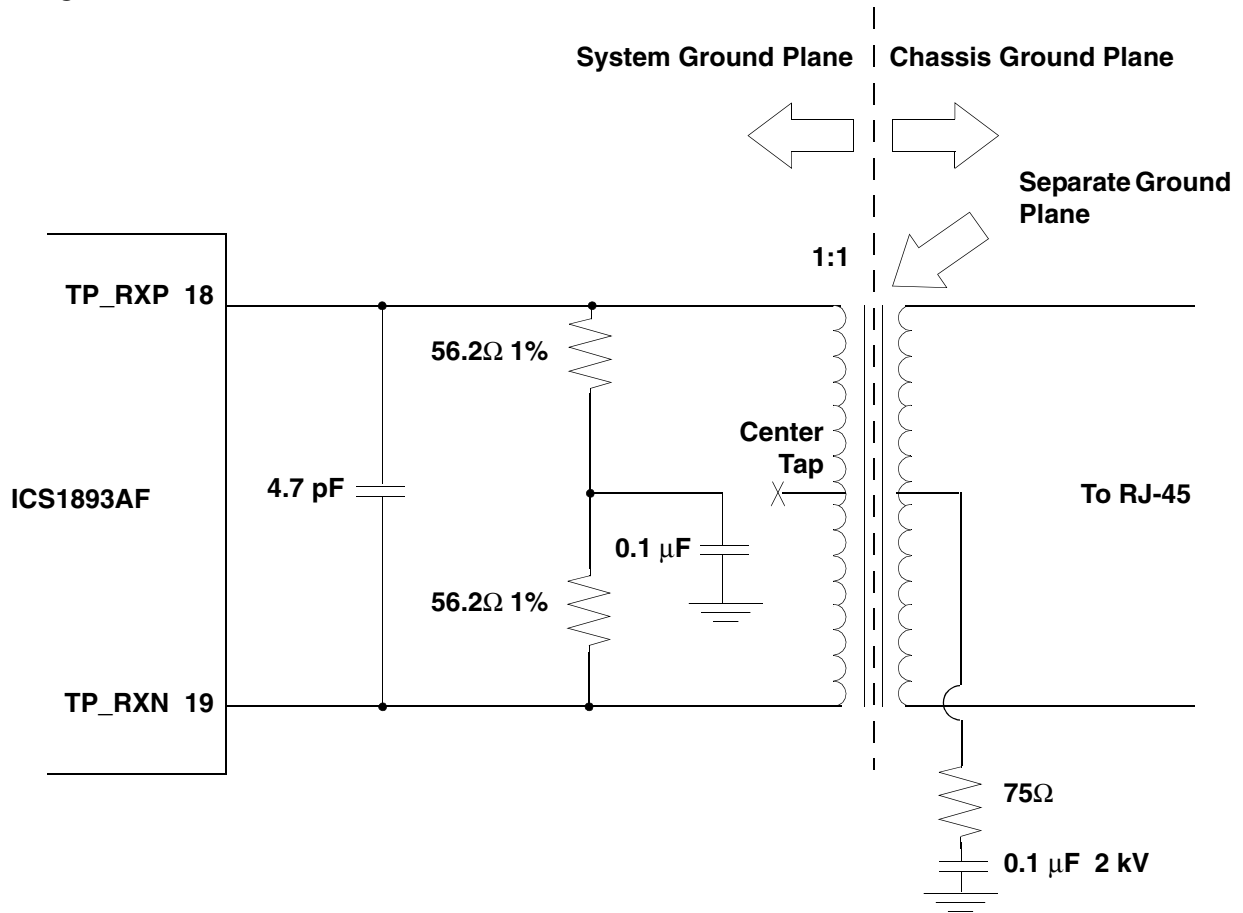 System Ground Plane
Chassis Ground Plane
Separate Ground
Plane
1:1
TP_RXP 18
56.2Ω 1%
Center
Tap
ICS1893AF
4.7 pF
To RJ-45
0.1 μF
56.2Ω 1%
TP_RXN 19
75Ω
0.1 μF 2 kV